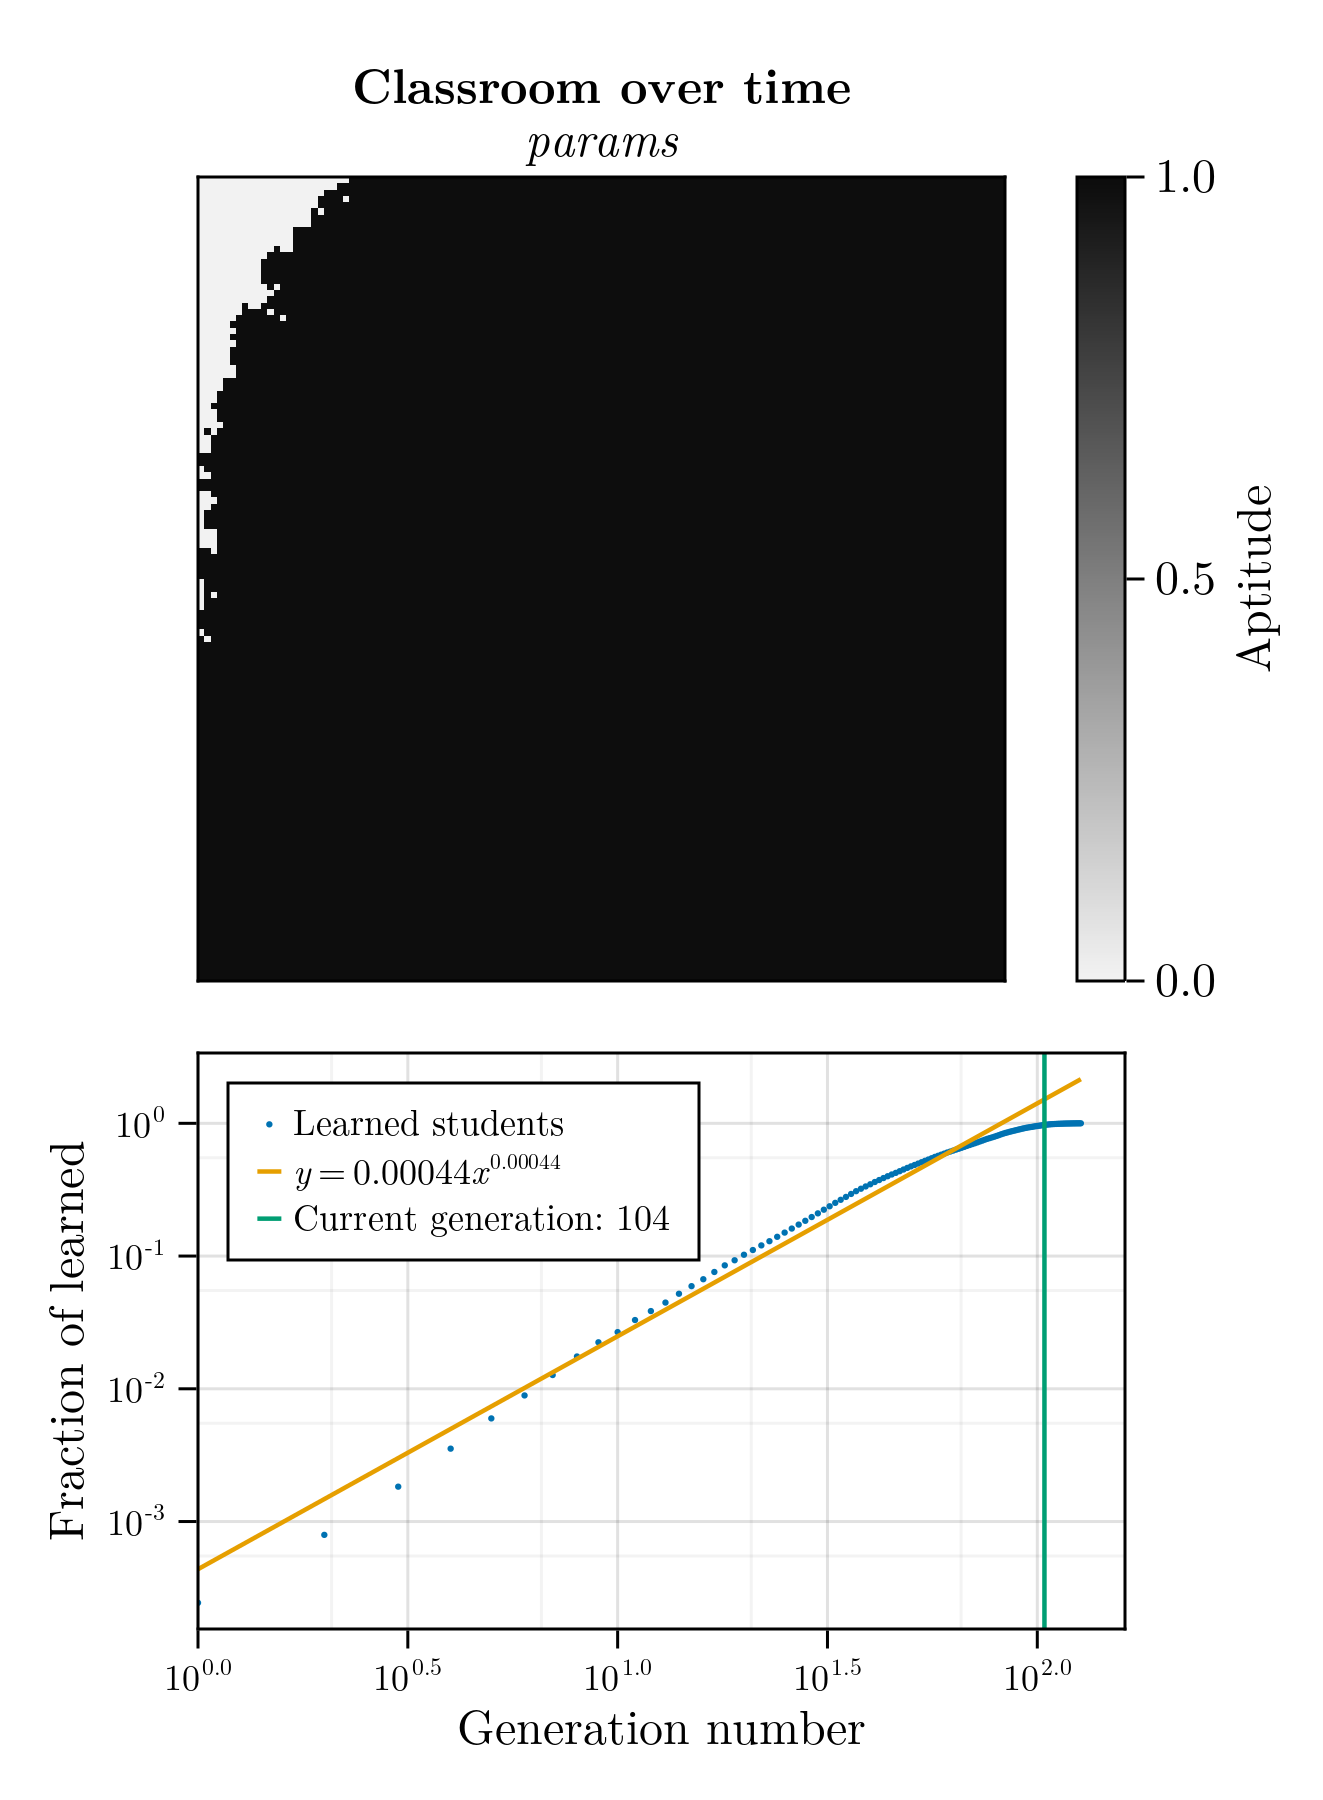 Classroom over time
params
1.0
0.5
0.0
Aptitude
Learned students
y = 0.00044x^0.00044
Current generation: 104
10^0
10^-1
10^-2
10^-3
Fraction of learned
10^0.0 10^0.5 10^1.0 10^1.5 10^2.0
Generation number